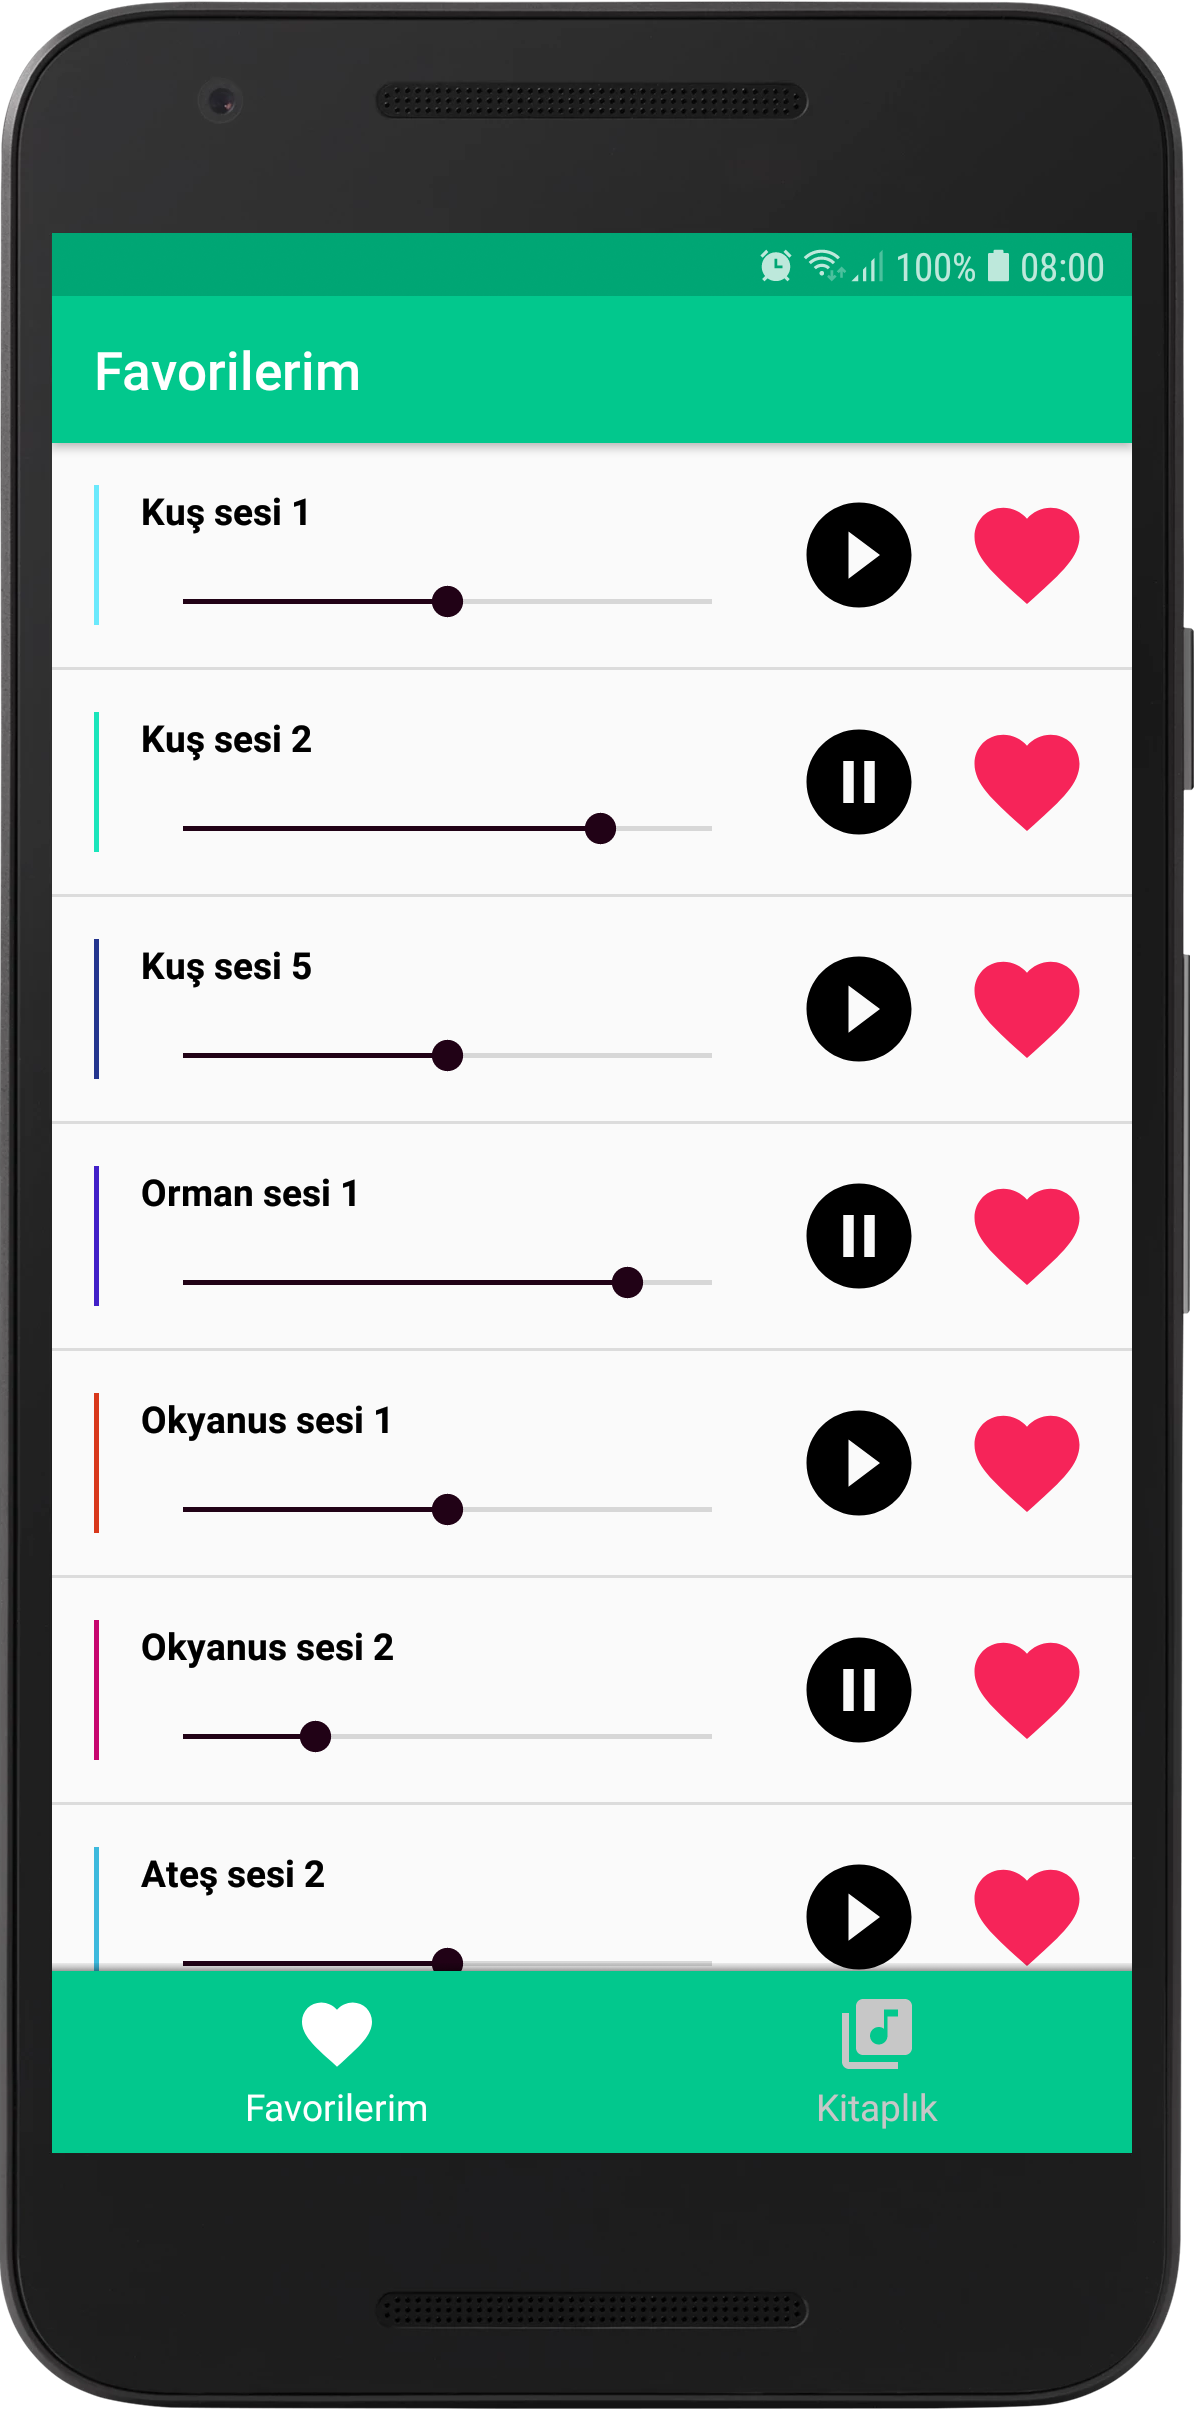 100% 08:00
Favorilerim
Kuş sesi 1
Kuş sesi 2
Kuş sesi 5
Orman sesi 1
Okyanus sesi 1
Okyanus sesi 2
Ateş sesi 2
Favorilerim
Kitaplık